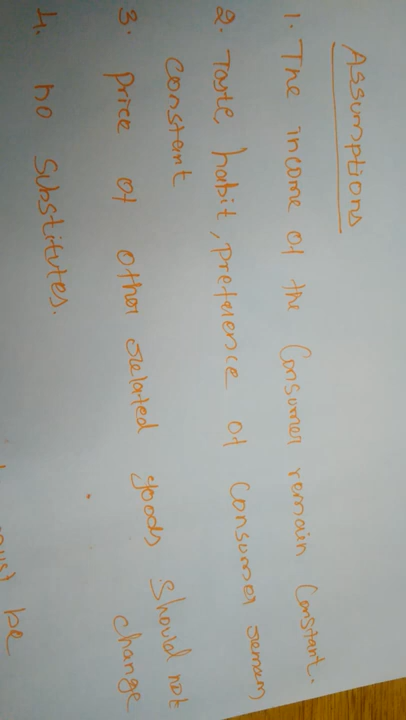 Assumptions
1. The income of the Consumer remain Constant.
2. Taste, habit, preference of Consumer remain
constant
3. price of other related goods should not
change
4. no Substitutes.
must be